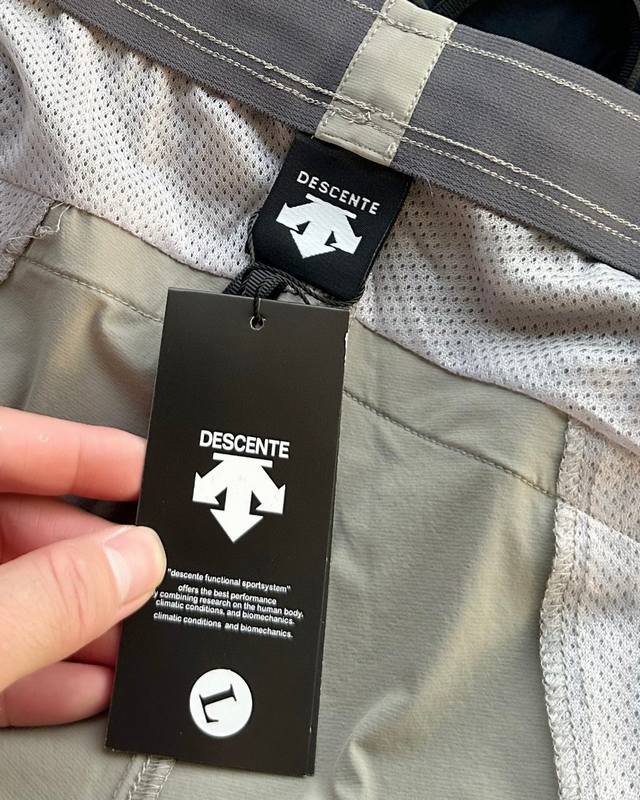 DESCENTE
DESCENTE
"descente functional sportsystem"
offers the best performance
y combining research on the human body,
climatic conditions, and biomechanics.
climatic conditions and biomechanics.
L